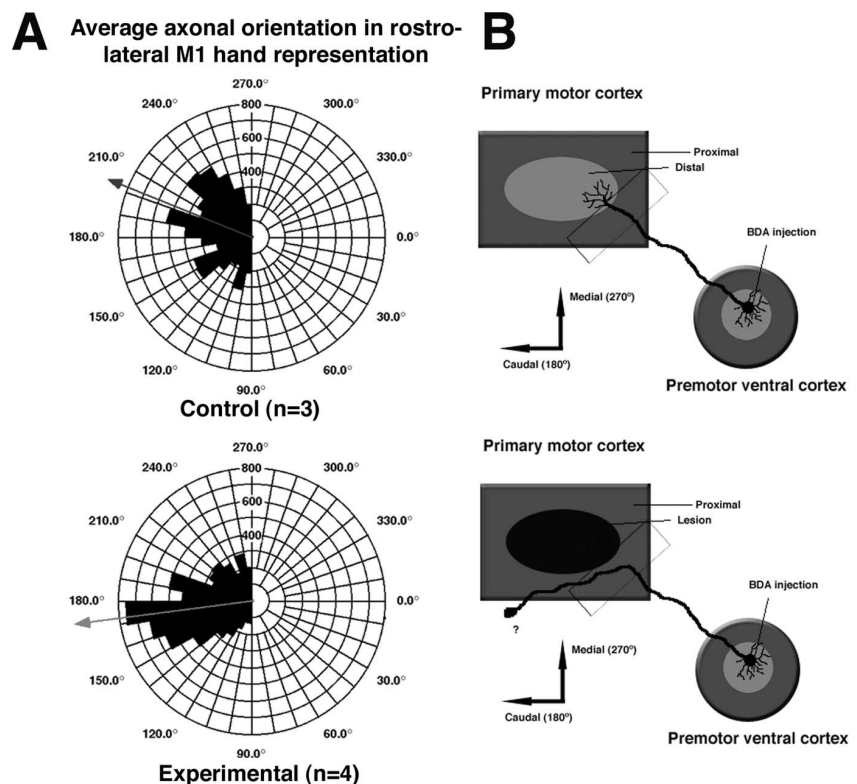 A
Average axonal orientation in rostro-
lateral M1 hand representation
270.0°
240.0°
300.0°
800
600
400
210.0°
330.0°
180.0°
0.0°
150.0°
30.0°
120.0°
60.0°
90.0°
Control (n=3)
270.0°
240.0°
300.0°
800
600
400
210.0°
330.0°
180.0°
0.0°
150.0°
30.0°
120.0°
60.0°
90.0°
Experimental (n=4)
B
Primary motor cortex
Proximal
Distal
BDA injection
Medial (270°)
Caudal (180°)
Premotor ventral cortex
Primary motor cortex
Proximal
Lesion
BDA injection
?
Medial (270°)
Caudal (180°)
Premotor ventral cortex